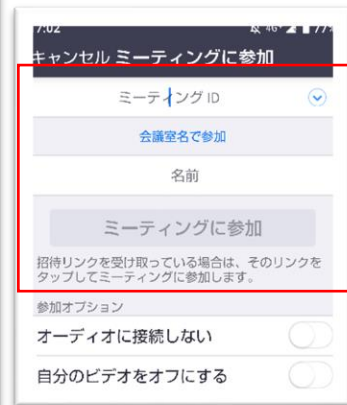 7:02 4G+ 77%
キャンセル ミーティングに参加
ミーティング ID
会議室名で参加
名前
ミーティングに参加
招待リンクを受け取っている場合は、そのリンクを
タップしてミーティングに参加します。
参加オプション
オーディオに接続しない
自分のビデオをオフにする